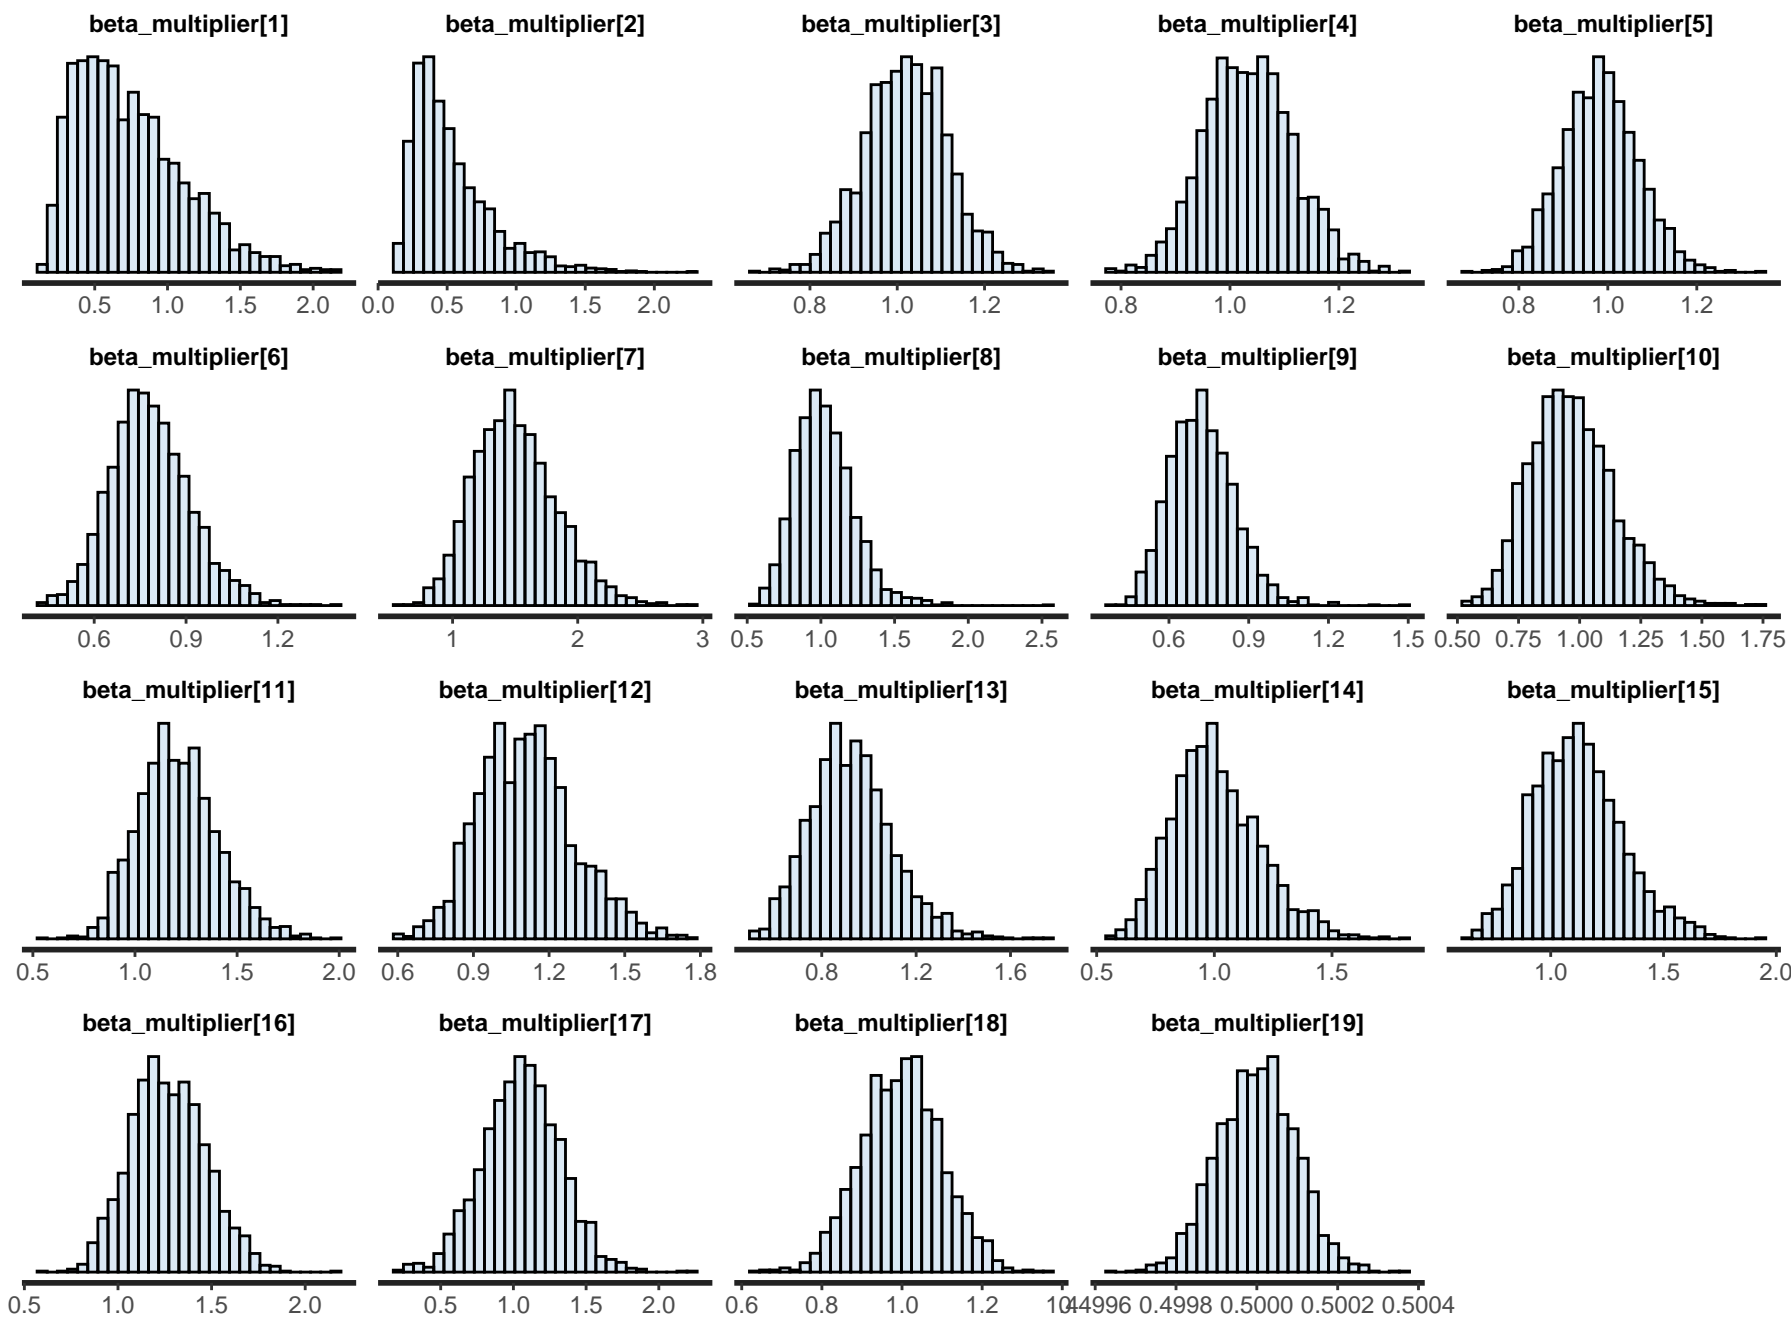 beta_multiplier[1] beta_multiplier[2] beta_multiplier[3] beta_multiplier[4] beta_multiplier[5]
0.5 1.0 1.5 2.0 0.0 0.5 1.0 1.5 2.0 0.8 1.0 1.2 0.8 1.0 1.2 0.8 1.0 1.2
beta_multiplier[6] beta_multiplier[7] beta_multiplier[8] beta_multiplier[9] beta_multiplier[10]
0.6 0.9 1.2 1 2 3 0.5 1.0 1.5 2.0 2.5 0.6 0.9 1.2 1.5 0.50 0.75 1.00 1.25 1.50 1.75
beta_multiplier[11] beta_multiplier[12] beta_multiplier[13] beta_multiplier[14] beta_multiplier[15]
0.5 1.0 1.5 2.0 0.6 0.9 1.2 1.5 1.8 0.8 1.2 1.6 0.5 1.0 1.5 1.0 1.5 2.0
beta_multiplier[16] beta_multiplier[17] beta_multiplier[18] beta_multiplier[19]
0.5 1.0 1.5 2.0 0.5 1.0 1.5 2.0 0.6 0.8 1.0 1.2 0.4998 0.5000 0.5002 0.5004